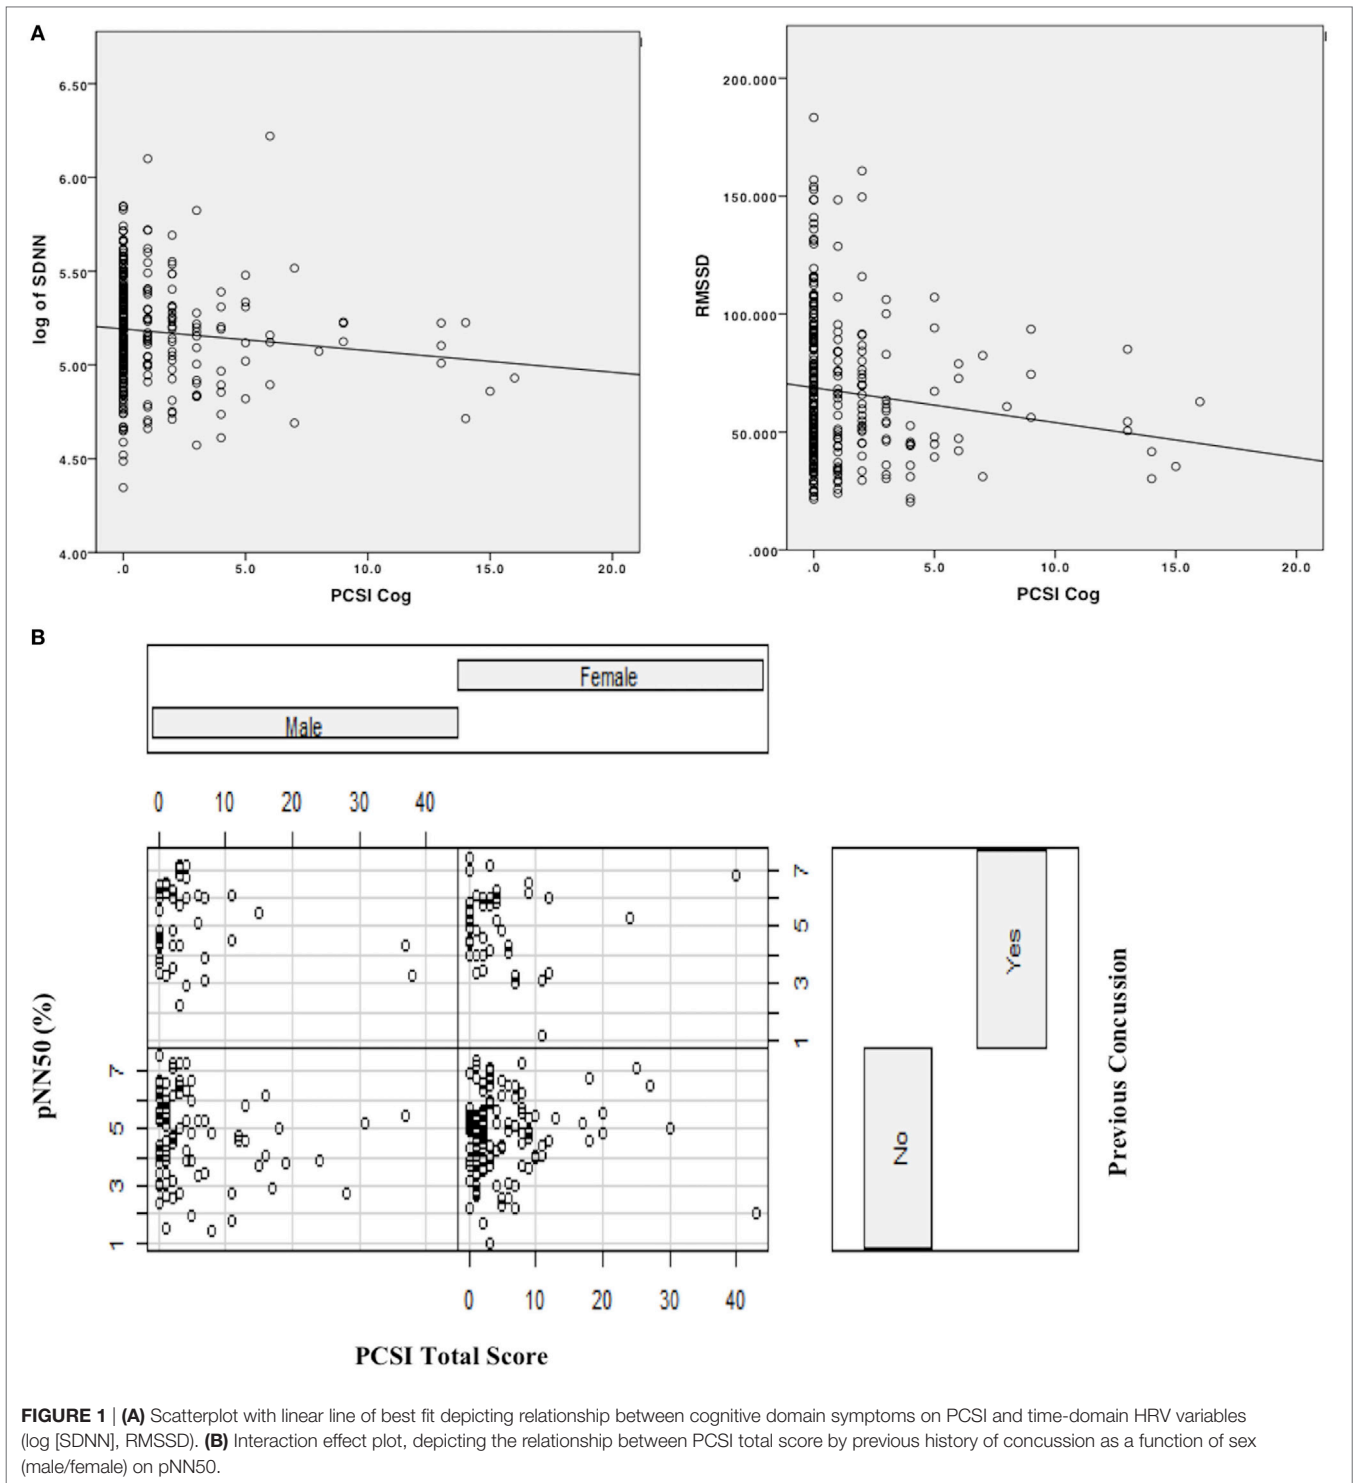 A
6.50
6.00
5.50
5.00
4.50
4.00
log of SDNN
.0 5.0 10.0 15.0 20.0
PCSI Cog
200.000
150.000
100.000
50.000
.000
RMSSD
.0 5.0 10.0 15.0 20.0
PCSI Cog
B
Female
Male
0 10 20 30 40
7
5
3
1
7
5
3
1
pNN50 (%)
0 10 20 30 40
PCSI Total Score
Yes
No
Previous Concussion
FIGURE 1 | (A) Scatterplot with linear line of best fit depicting relationship between cognitive domain symptoms on PCSI and time-domain HRV variables
(log [SDNN], RMSSD). (B) Interaction effect plot, depicting the relationship between PCSI total score by previous history of concussion as a function of sex
(male/female) on pNN50.